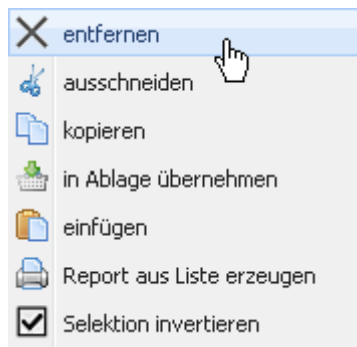 entfernen
ausschneiden
kopieren
in Ablage übernehmen
einfügen
Report aus Liste erzeugen
Selektion invertieren